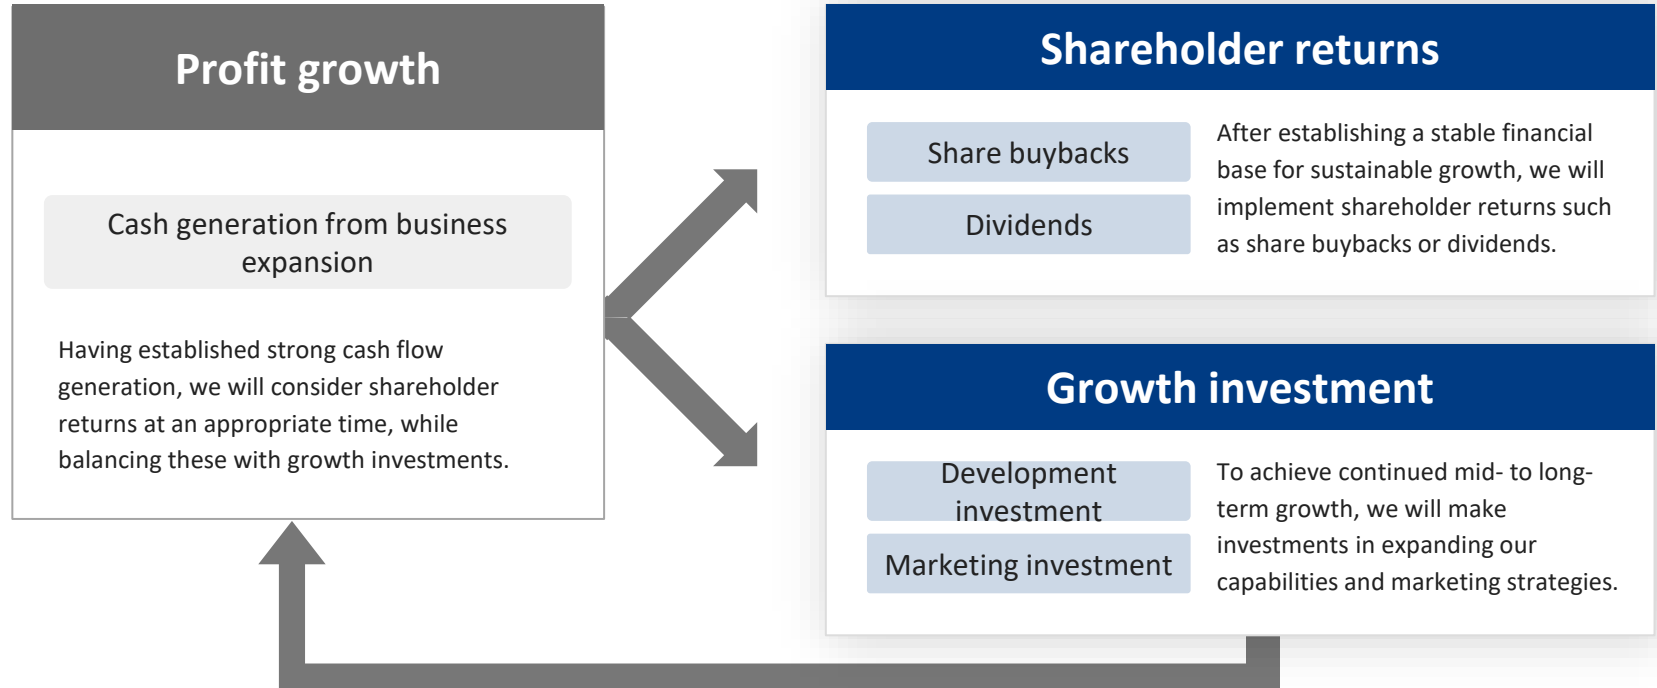 Profit growth
Cash generation from business
expansion
Having established strong cash flow
generation, we will consider shareholder
returns at an appropriate time, while
balancing these with growth investments.
Shareholder returns
Share buybacks
Dividends
After establishing a stable financial
base for sustainable growth, we will
implement shareholder returns such
as share buybacks or dividends.
Growth investment
Development
investment
Marketing investment
To achieve continued mid- to long-
term growth, we will make
investments in expanding our
capabilities and marketing strategies.